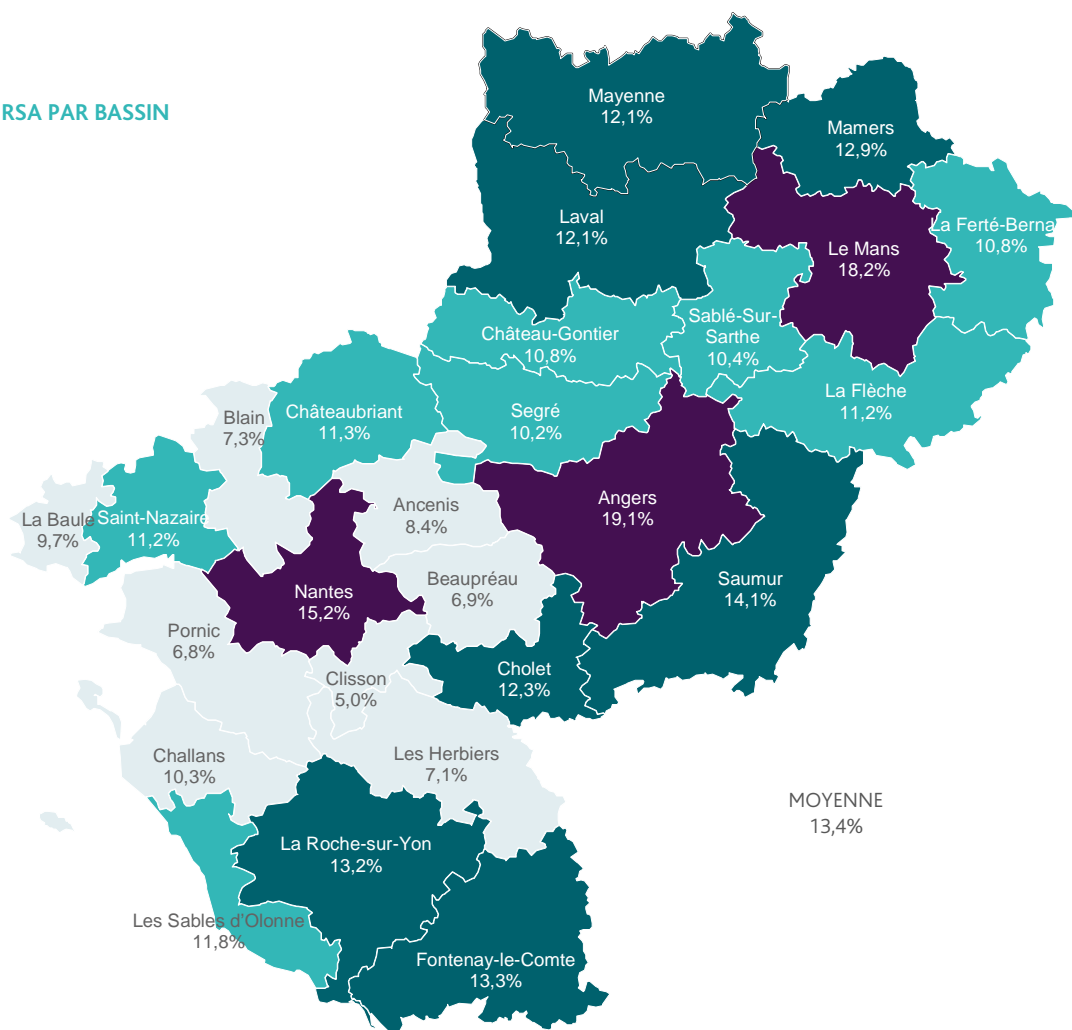 RSA PAR BASSIN
Mayenne
12,1%
Mamers
12,9%
Laval
12,1%
Le Mans
18,2%
La Ferté-Berna
10,8%
Château-Gontier
10,8%
Sablé-Sur-
Sarthe
10,4%
La Flèche
11,2%
Segré
10,2%
Châteaubriant
11,3%
Blain
7,3%
La Baule
9,7%
Saint-Nazaire
11,2%
Ancenis
8,4%
Angers
19,1%
Saumur
14,1%
Nantes
15,2%
Beaupréau
6,9%
Pornic
6,8%
Clisson
5,0%
Cholet
12,3%
Challans
10,3%
Les Herbiers
7,1%
MOYENNE
13,4%
La Roche-sur-Yon
13,2%
Les Sables d'Olonne
11,8%
Fontenay-le-Comte
13,3%